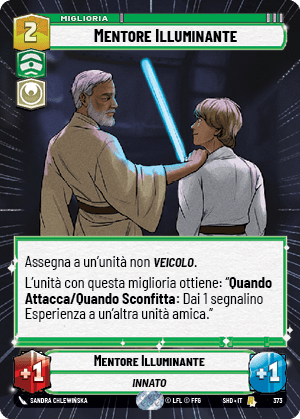 MIGLIORIA
2
MENTORE ILLUMINANTE
Assegna a un'unità non VEICOLO.
L'unità con questa miglioria ottiene: "Quando
Attacca/Quando Sconfitta: Dai 1 segnalino
Esperienza a un'altra unità amica."
MENTORE ILLUMINANTE
+1
INNATO
+1
SANDRA CHLEWIŃSKA
© LFL © FFG
SHD • IT
373